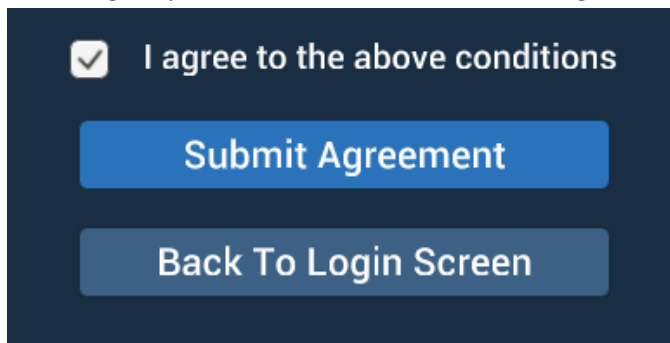 I agree to the above conditions
Submit Agreement
Back To Login Screen